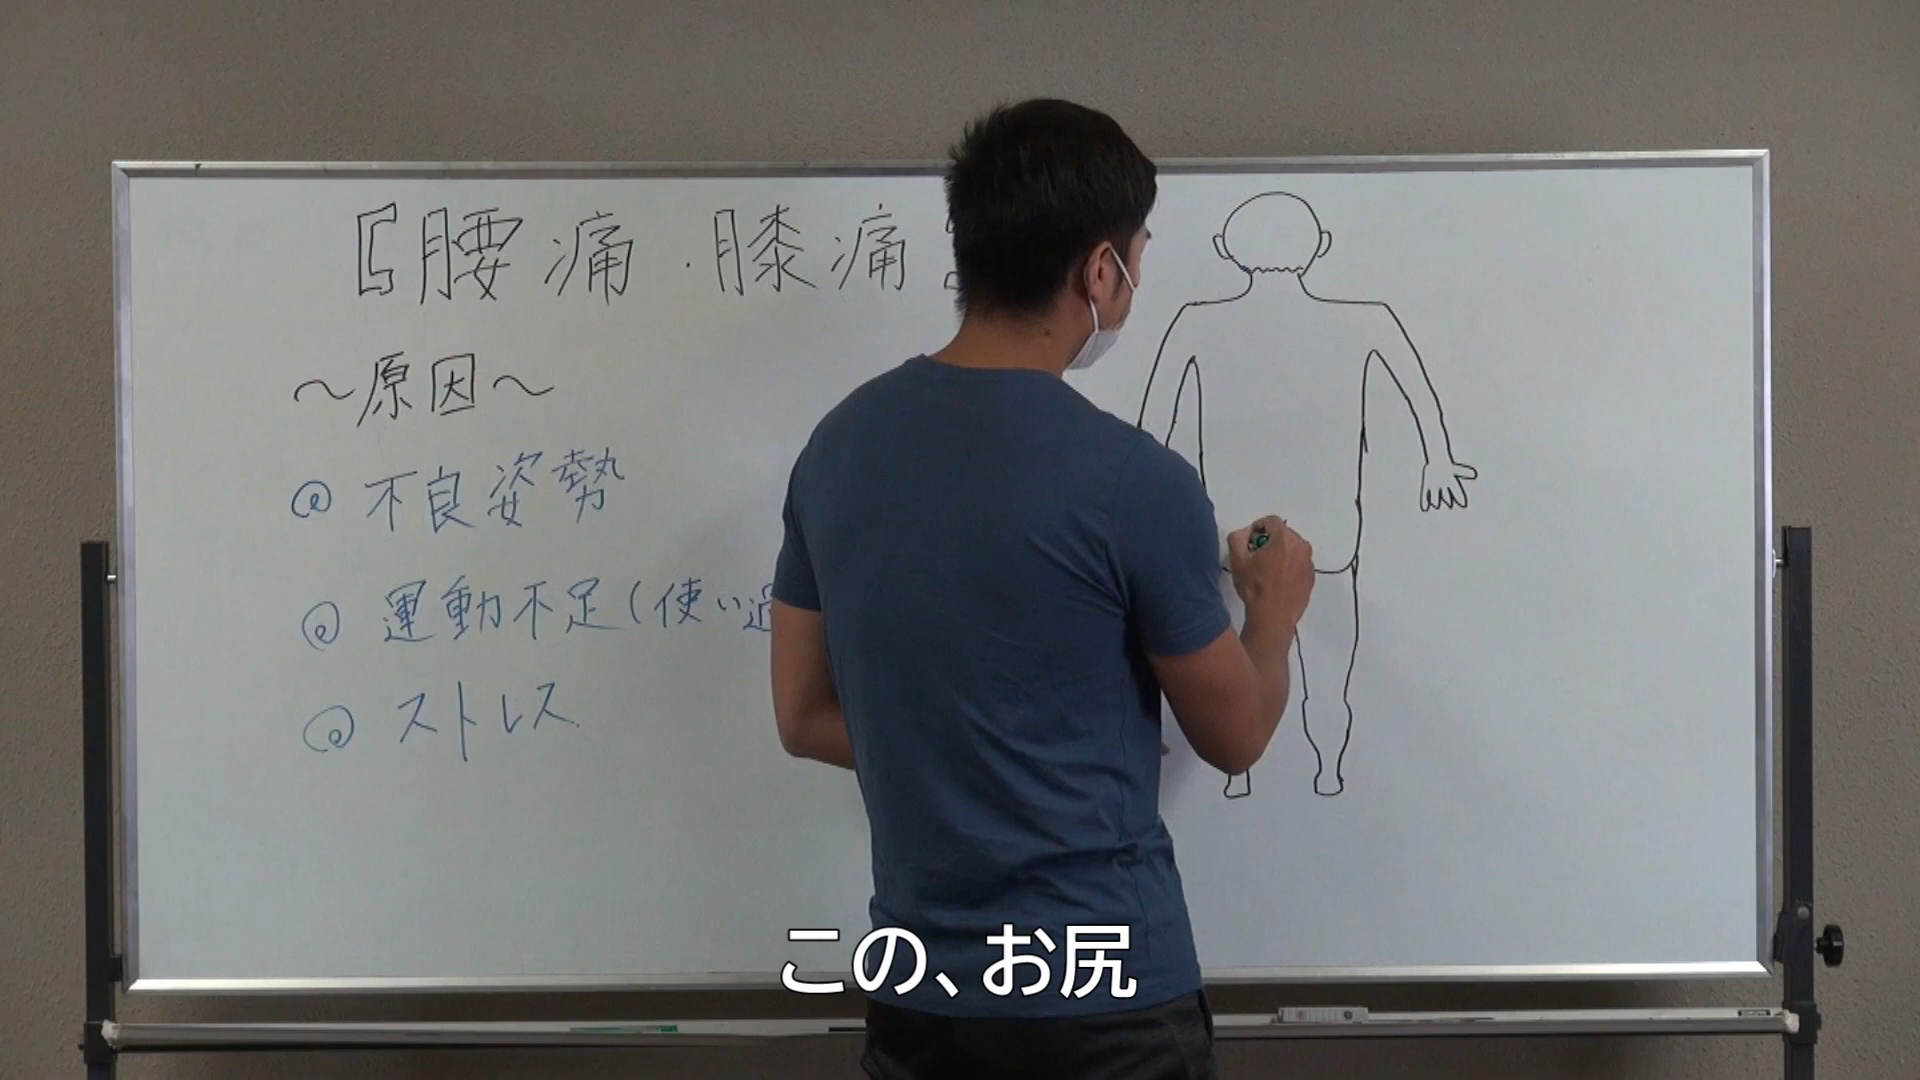 『腰痛・膝痛
～原因～
◎ 不良姿勢
◎ 運動不足(使い過
◎ ストレス
この、お尻